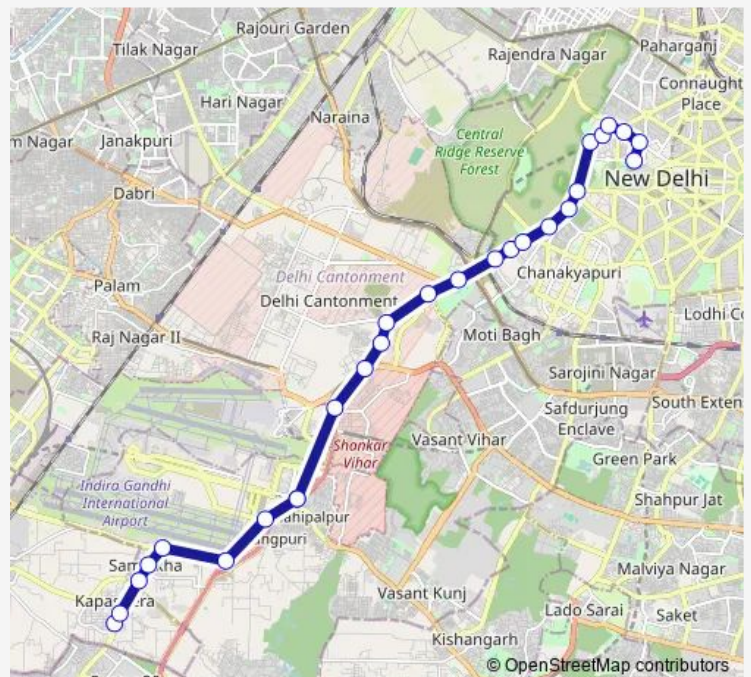 Rajouri Garden
Tilak Nagar
Rajendra Nagar
Paharganj
Connaught
Place
Hari Nagar
Naraina
m Nagar
Janakpuri
Central
Ridge Reserve
Forest
New Delhi
Dabri
Delhi Cantonment
Chanakyapuri
Palam
Delhi Cantonment
Lodhi Co
Raj Nagar II
Moti Bagh
Sarojini Nagar
South Exten
Safdurjung
Enclave
Shankar
Vihar
Vasant Vihar
Green Park
Indira Gandhi
International
Airport
Shahpur Jat
ahipalpur
ngpuri
Malviya Nagar
Vasant Kunj
Lado Sarai
Saket
Kishangarh
© OpenStreetMap contributors